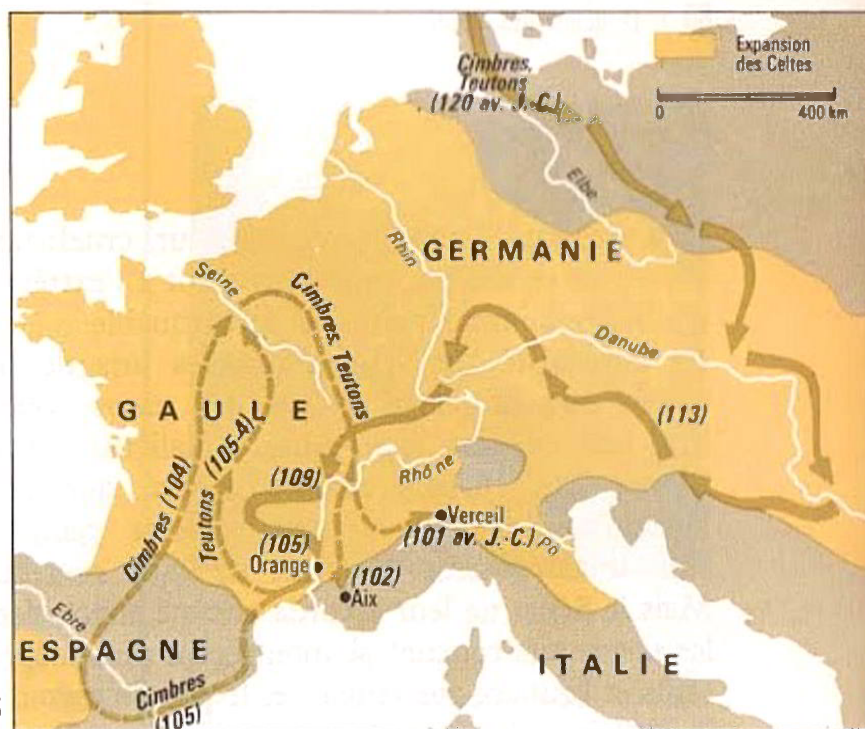 Expansion
des Celtes
0 400 km
Cimbres,
Teutons
(120 av. J.-C.)
Elbe
Rhin
GERMANIE
Seine
Cimbres, Teutons
Danube
GAULE
(113)
Cimbres (104)
Teutons (105-4)
(109)
Rhône
Verceil
(101 av. J.-C.)
Pô
(105)
Orange
(102)
Aix
Ebre
ESPAGNE
ITALIE
Cimbres
(105)